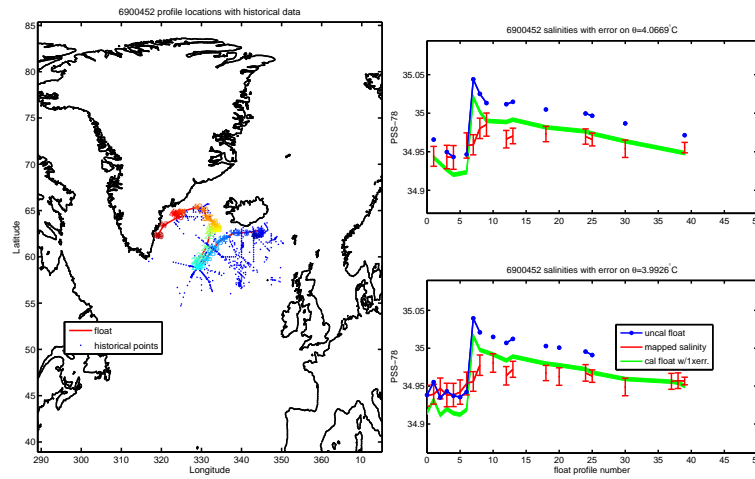 6900452 profile locations with historical data
85
80
75
70
65
60
55
50
45
40
Latitude
290 300 310 320 330 340 350 360 10
Longitude
float
historical points
6900452 salinities with error on θ=4.0669°C
35.05
35
34.95
34.9
PSS−78
0 5 10 15 20 25 30 35 40 45 50
6900452 salinities with error on θ=3.9926°C
35.05
35
34.95
34.9
PSS−78
uncal float
mapped salinity
cal float w/1xerr.
0 5 10 15 20 25 30 35 40 45 50
float profile number